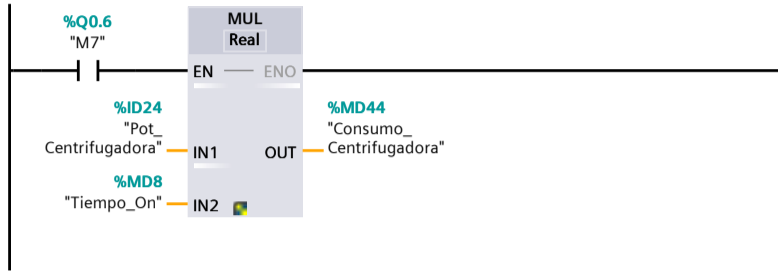 %Q0.6
"M7"
MUL
Real
EN
ENO
%ID24
"Pot_
Centrifugadora"
IN1
OUT
%MD44
"Consumo_
Centrifugadora"
%MD8
"Tiempo_On"
IN2